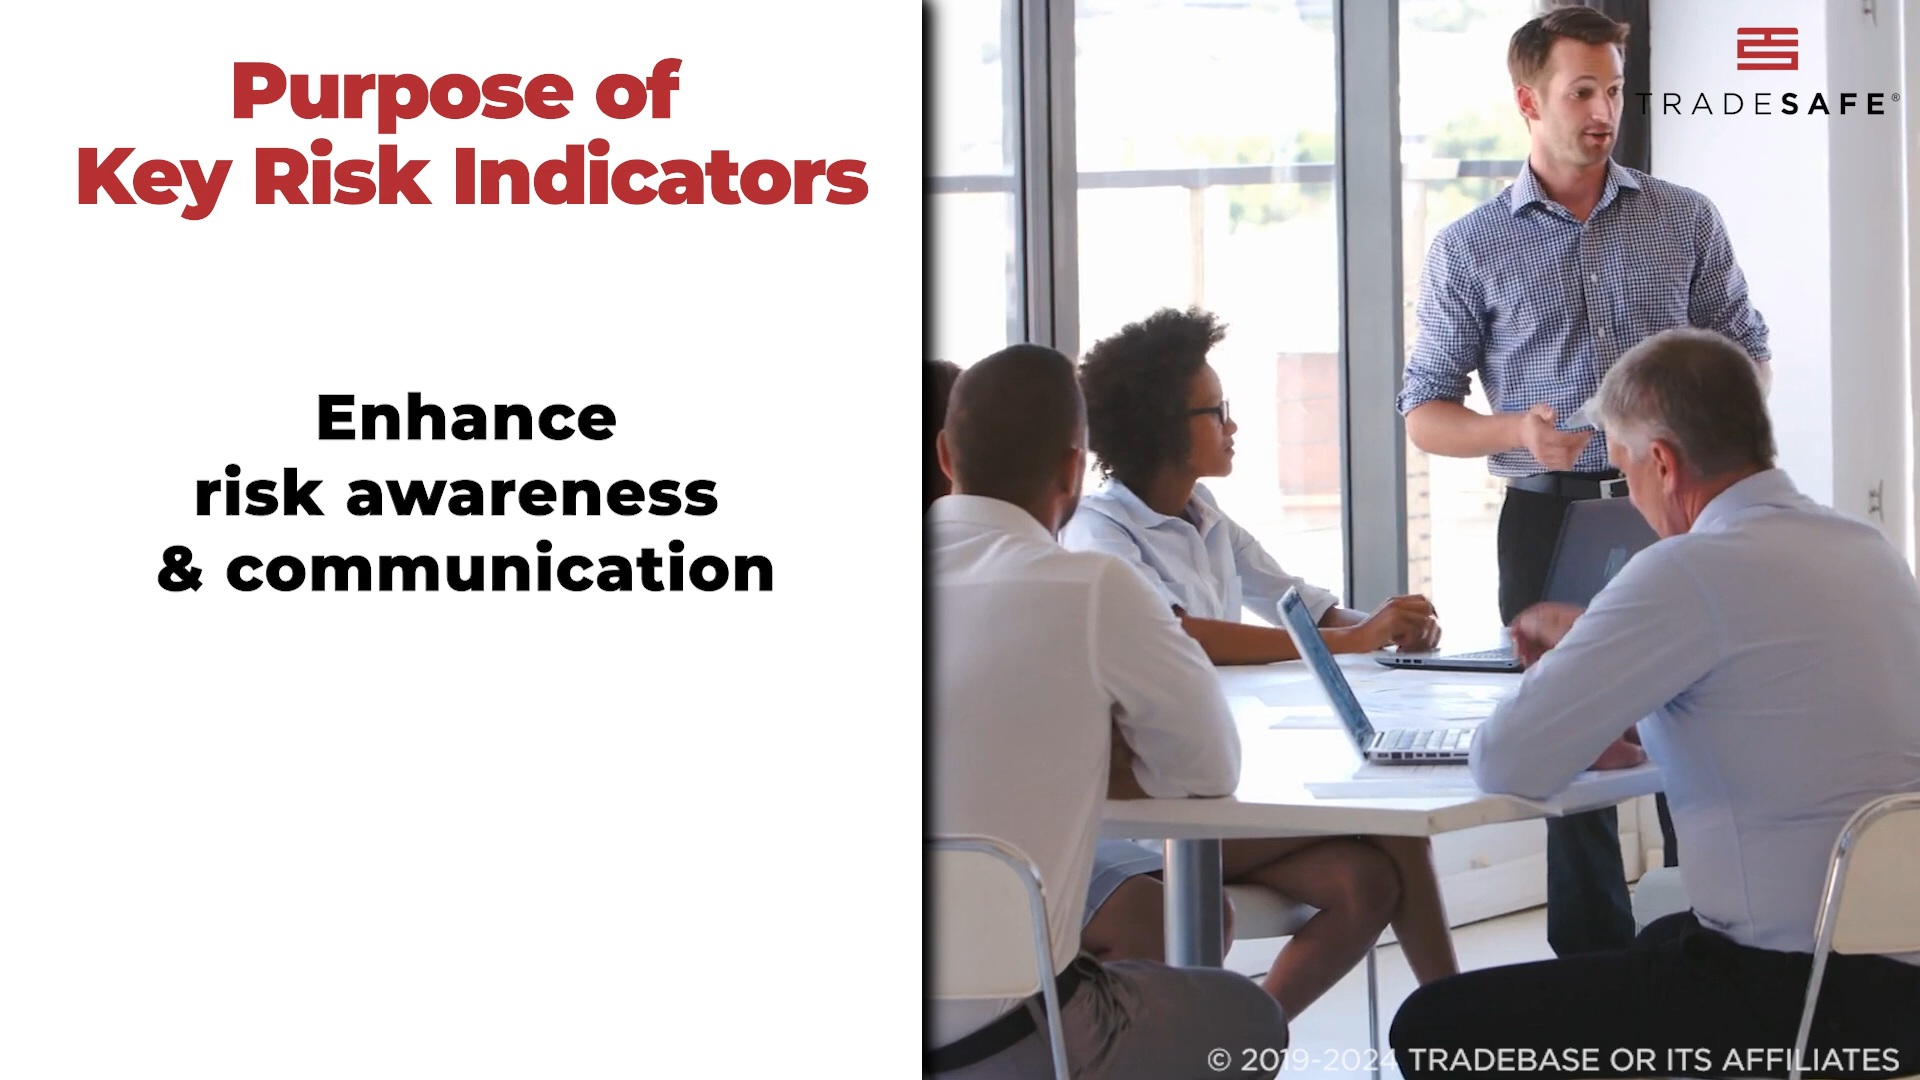 Purpose of
Key Risk Indicators
Enhance
risk awareness
& communication
TRADESAFE®
© 2019-2024 TRADEBASE OR ITS AFFILIATES